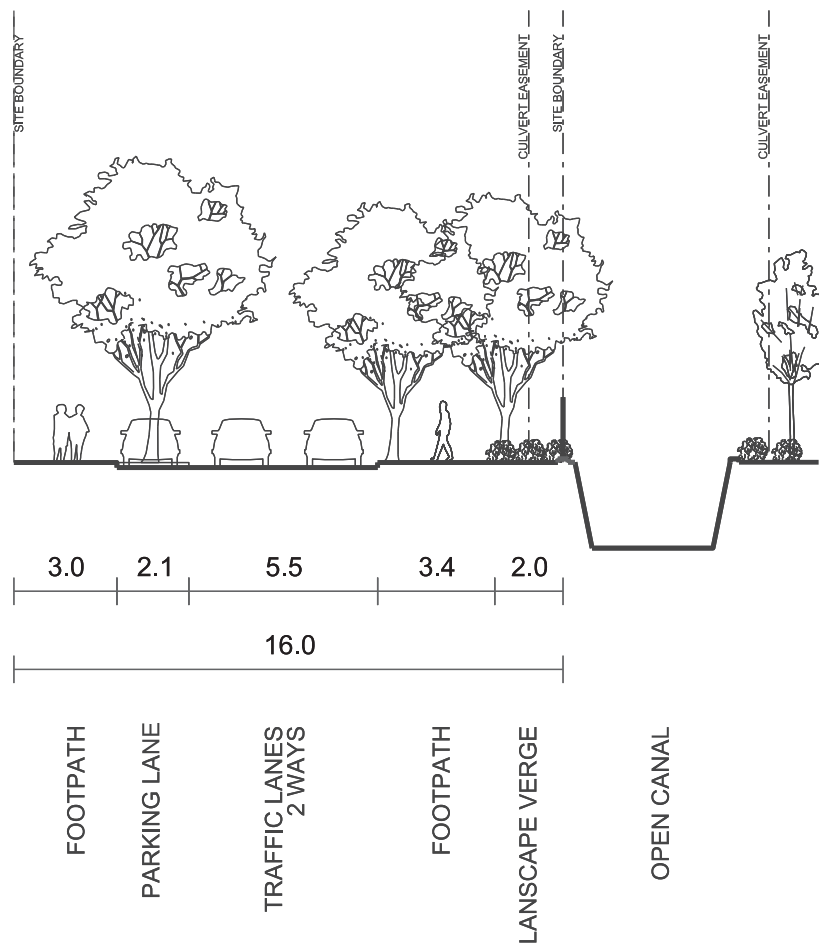 SITE BOUNDARY
CULVERT EASEMENT
SITE BOUNDARY
CULVERT EASEMENT
3.0
2.1
5.5
3.4
2.0
16.0
FOOTPATH
PARKING LANE
TRAFFIC LANES
2 WAYS
FOOTPATH
LANSCAPE VERGE
OPEN CANAL